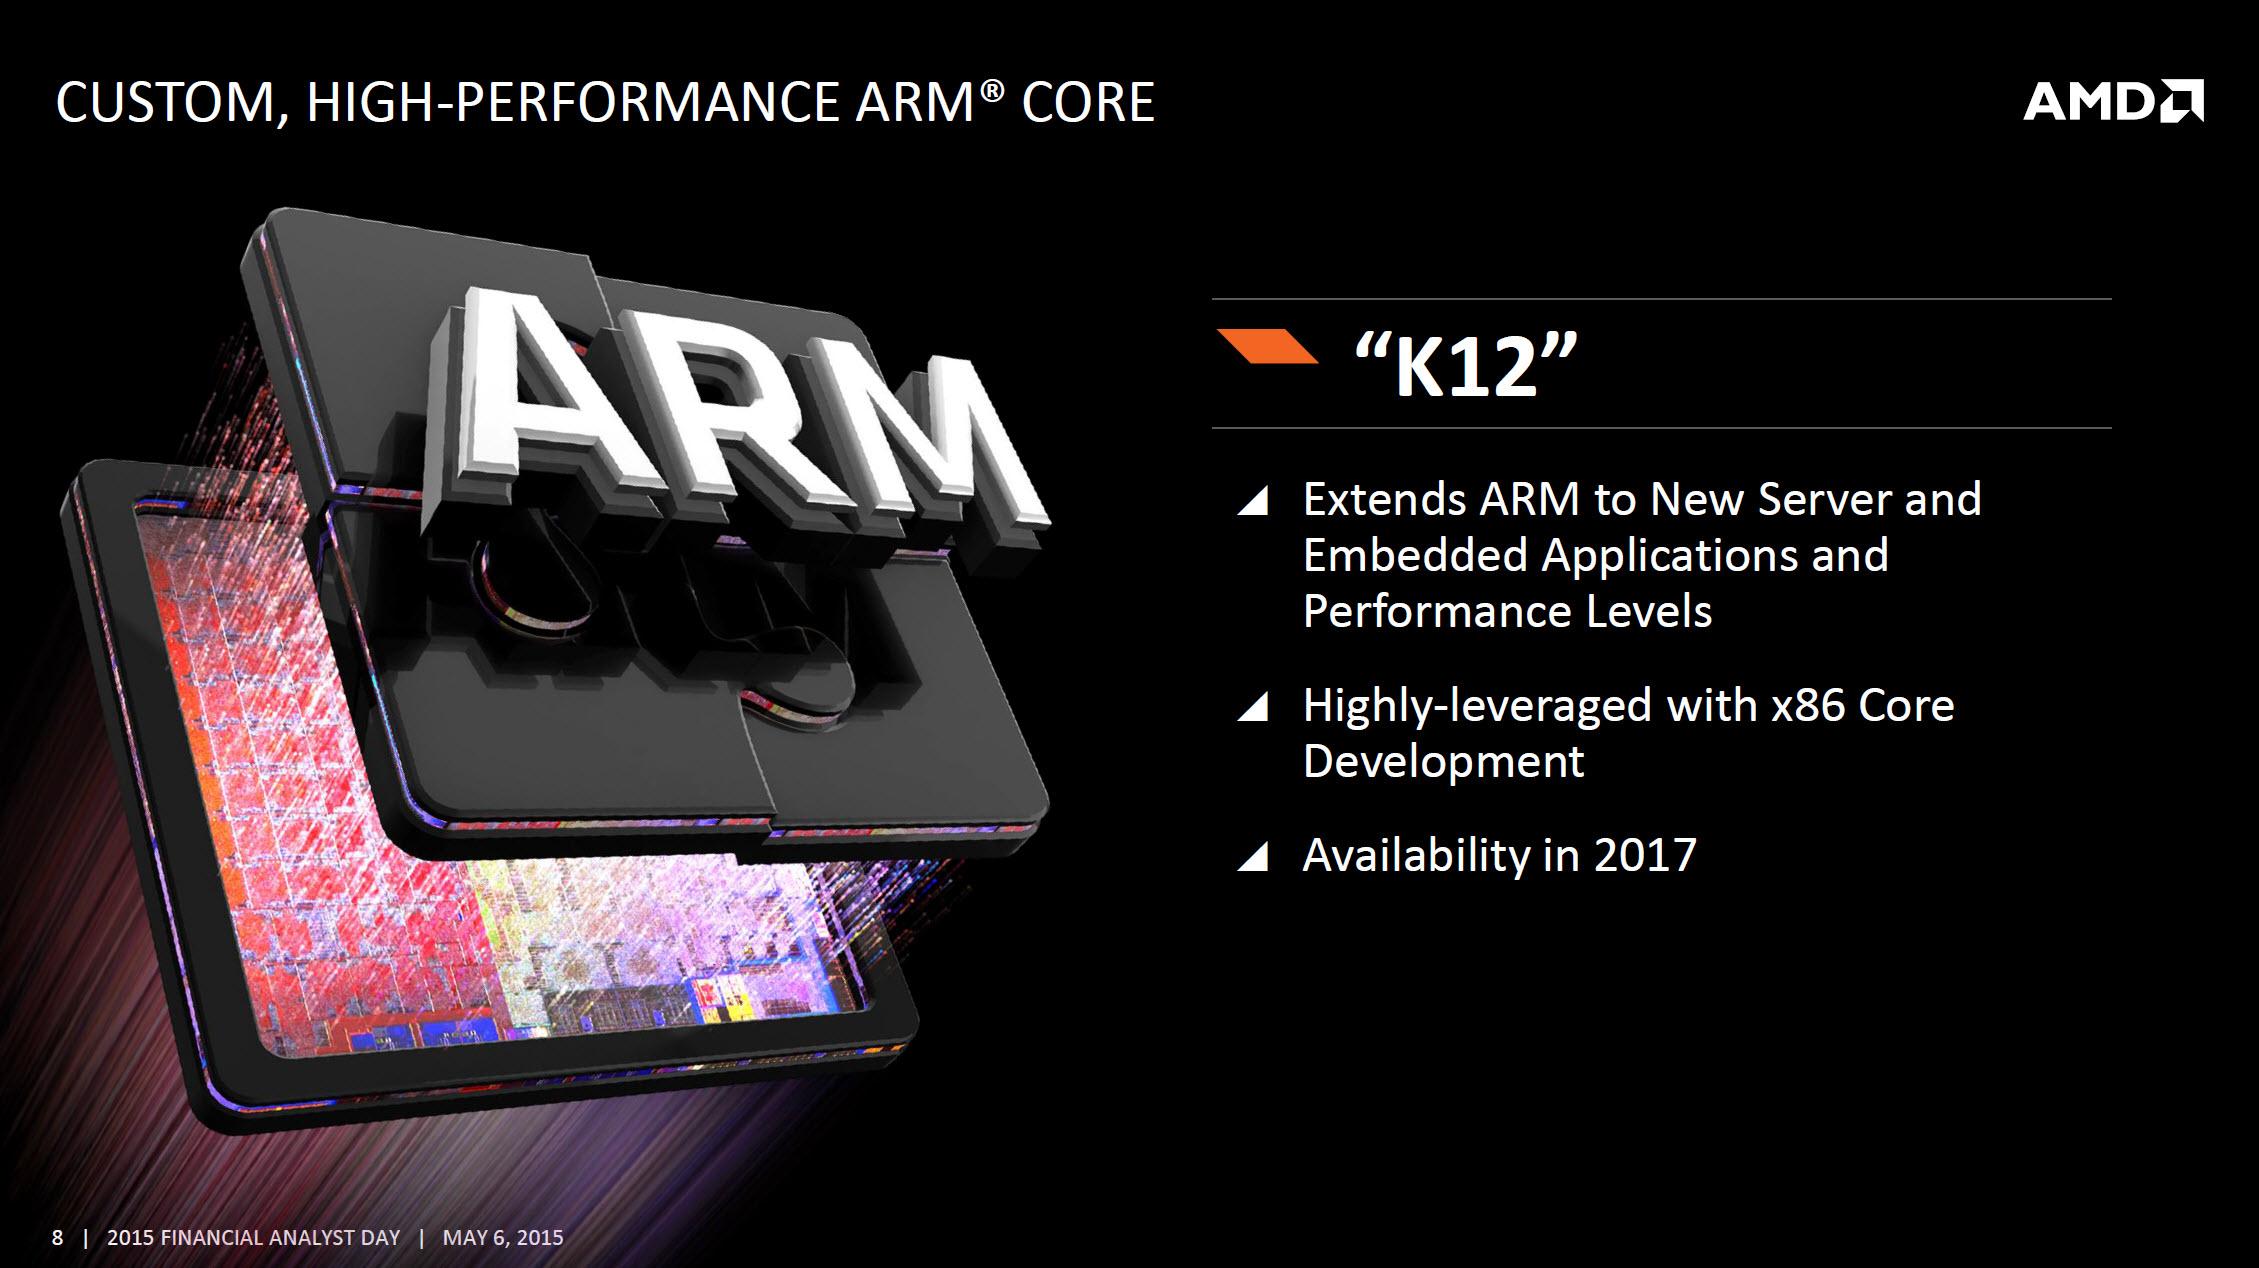 CUSTOM, HIGH-PERFORMANCE ARM® CORE
AMD
ARM
“K12”
Extends ARM to New Server and
Embedded Applications and
Performance Levels
Highly-leveraged with x86 Core
Development
Availability in 2017
8 | 2015 FINANCIAL ANALYST DAY | MAY 6, 2015